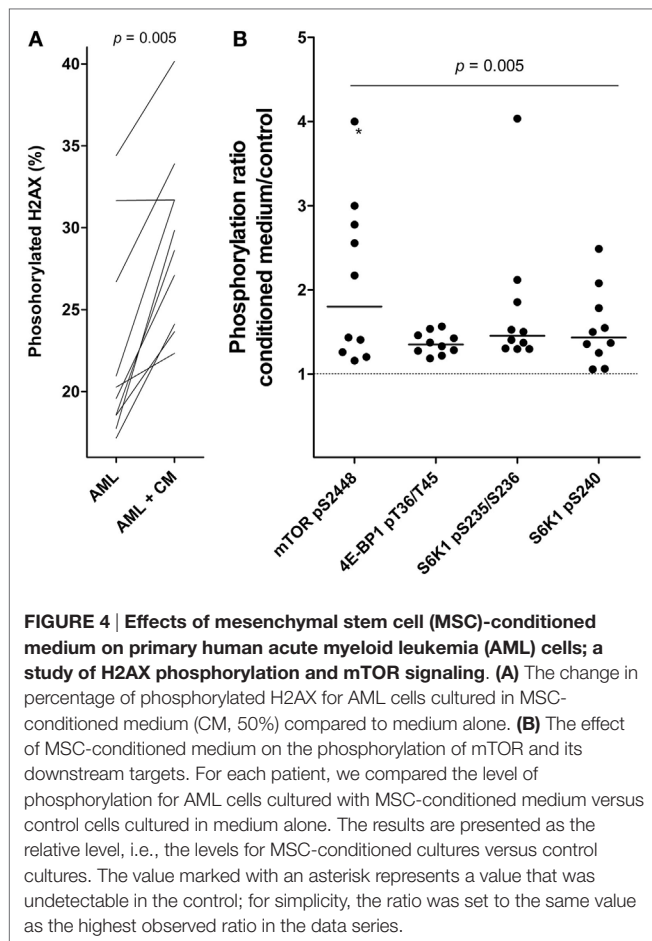 A
p = 0.005
Phosohorylated H2AX (%)
40
35
30
25
20
AML
AML + CM
B
p = 0.005
Phosphorylation ratio
conditioned medium/control
5
4
3
2
1
*
mTOR pS2448
4E-BP1 pT36/T45
S6K1 pS235/S236
S6K1 pS240
FIGURE 4 | Effects of mesenchymal stem cell (MSC)-conditioned
medium on primary human acute myeloid leukemia (AML) cells; a
study of H2AX phosphorylation and mTOR signaling. (A) The change in
percentage of phosphorylated H2AX for AML cells cultured in MSC-
conditioned medium (CM, 50%) compared to medium alone. (B) The effect
of MSC-conditioned medium on the phosphorylation of mTOR and its
downstream targets. For each patient, we compared the level of
phosphorylation for AML cells cultured with MSC-conditioned medium versus
control cells cultured in medium alone. The results are presented as the
relative level, i.e., the levels for MSC-conditioned cultures versus control
cultures. The value marked with an asterisk represents a value that was
undetectable in the control; for simplicity, the ratio was set to the same value
as the highest observed ratio in the data series.